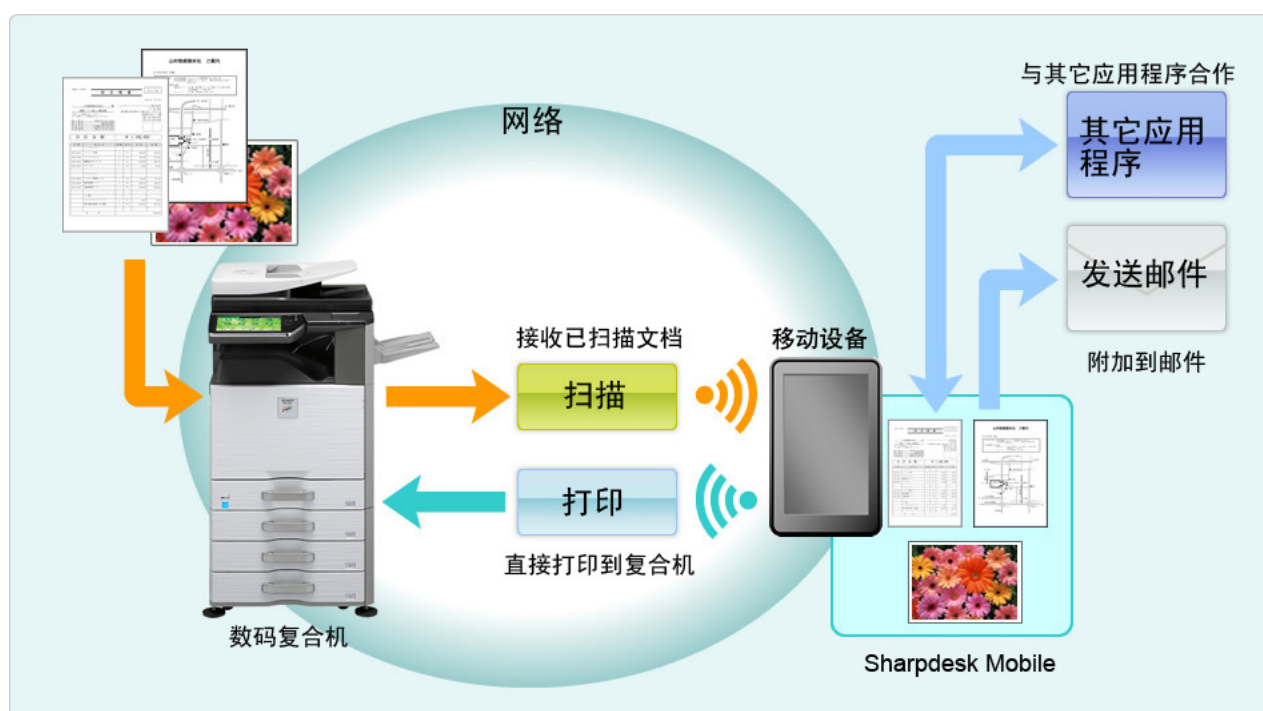 与其它应用程序合作
网络
其它应用
程序
发送邮件
附加到邮件
接收已扫描文档
移动设备
扫描
打印
直接打印到复合机
数码复合机
Sharpdesk Mobile